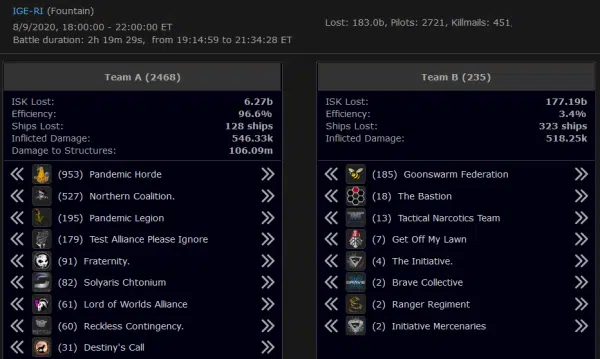 IGE-RI (Fountain)
8/9/2020, 18:00:00 - 22:00:00 ET
Battle duration: 2h 19m 29s, from 19:14:59 to 21:34:28 ET
Lost: 183.0b, Pilots: 2721, Killmails: 451
Team A (2468)
ISK Lost: 6.27b
Efficiency: 96.6%
Ships Lost: 128 ships
Inflicted Damage: 546.33k
Damage to Structures: 106.09m
(953) Pandemic Horde
(527) Northern Coalition.
(195) Pandemic Legion
(179) Test Alliance Please Ignore
(91) Fraternity.
(82) Solyaris Chtonium
(61) Lord of Worlds Alliance
(60) Reckless Contingency.
(31) Destiny's Call
Team B (235)
ISK Lost: 177.19b
Efficiency: 3.4%
Ships Lost: 323 ships
Inflicted Damage: 518.25k
(185) Goonswarm Federation
(18) The Bastion
(13) Tactical Narcotics Team
(7) Get Off My Lawn
(4) The Initiative.
(2) Brave Collective
(2) Ranger Regiment
(2) Initiative Mercenaries